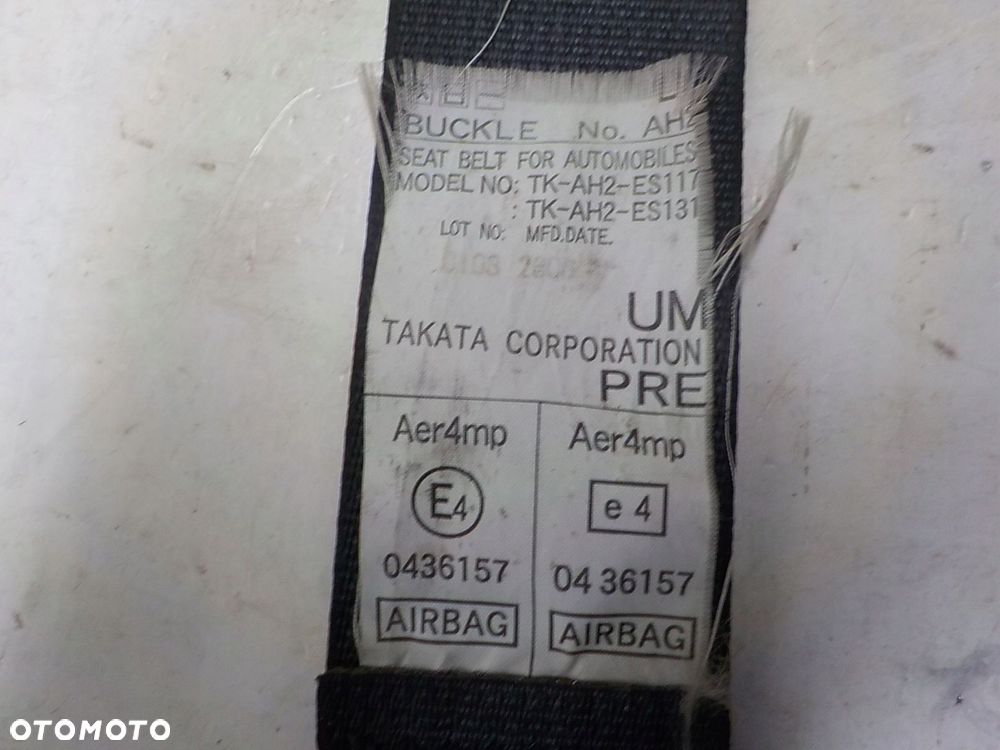 BUCKLE No. AH2
SEAT BELT FOR AUTOMOBILES
MODEL NO: TK-AH2-ES117
: TK-AH2-ES131
LOT NO: MFD.DATE.
UM
TAKATA CORPORATION
PRE
Aer4mp
E4
0436157
AIRBAG
Aer4mp
e 4
04 36157
AIRBAG
OTOMOTO